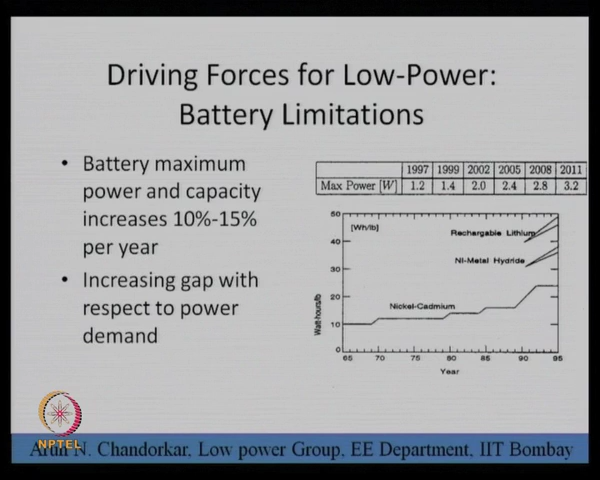 Driving Forces for Low-Power:
Battery Limitations
• Battery maximum
power and capacity
increases 10%-15%
per year
• Increasing gap with
respect to power
demand
1997 1999 2002 2005 2008 2011
Max Power [W] 1.2 1.4 2.0 2.4 2.8 3.2
50
[Wh/lb]
Rechargable Lithium
40
NI-Metal Hydride
30
20
Nickel-Cadmium
10
0
Watt-hours/lb
65 70 75 80 85 90 95
Year
NPTEL
Arun N. Chandorkar, Low power Group, EE Department, IIT Bombay